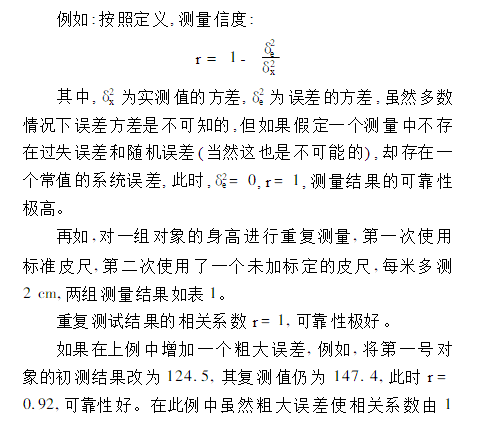 例如:按照定义,测量信度:
r = 1 - δ²ₑ / δ²ₓ
其中, δ²ₓ 为实测值的方差, δ²ₑ 为误差的方差, 虽然多数
情况下误差方差是不可知的, 但如果假定一个测量中不存
在过失误差和随机误差(当然这也是不可能的), 却存在一
个常值的系统误差, 此时, δ²ₑ= 0, r= 1, 测量结果的可靠性
极高。
再如, 对一组对象的身高进行重复测量, 第一次使用
标准皮尺, 第二次使用了一个未加标定的皮尺, 每米多测
2 cm, 两组测量结果如表 1。
重复测试结果的相关系数 r= 1, 可靠性极好。
如果在上例中增加一个粗大误差, 例如, 将第一号对
象的初测结果改为 124.5, 其复测值仍为 147.4, 此时 r=
0.92, 可靠性好。在此例中虽然粗大误差使相关系数由 1